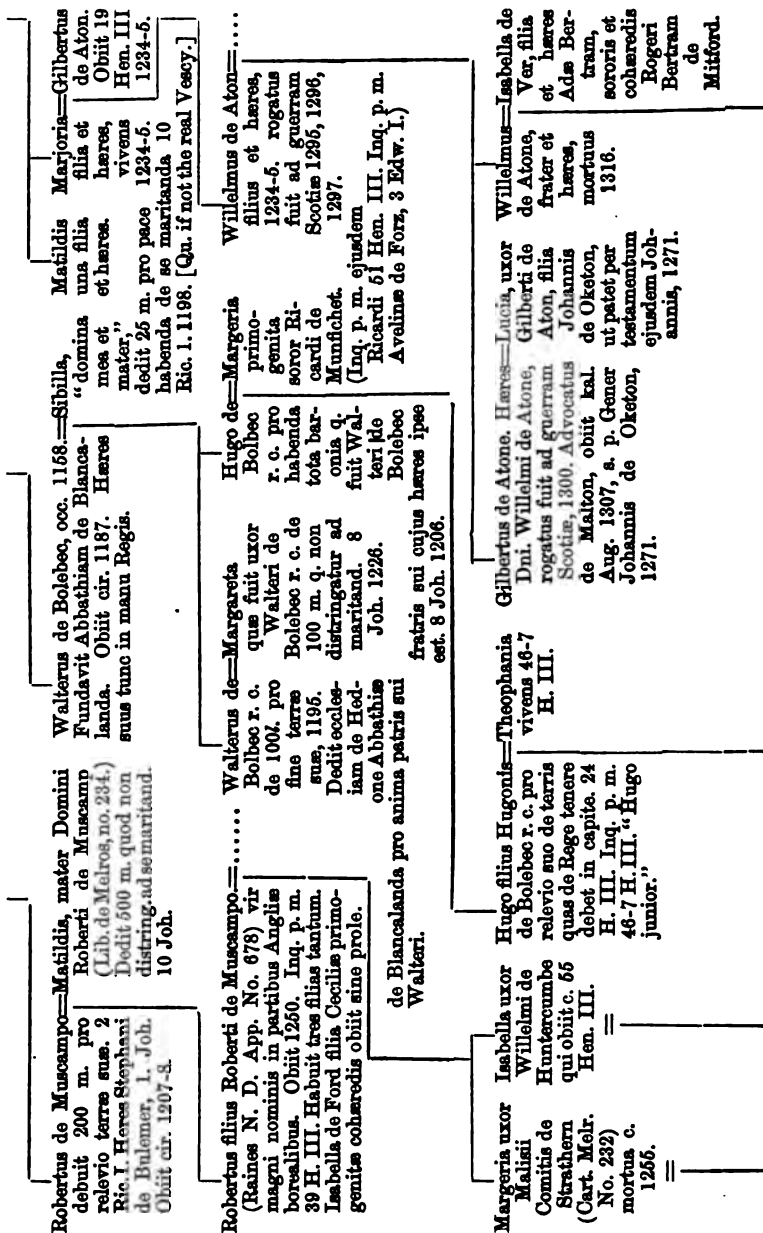 Robertus de Muscampo=Matildis, mater Domini
debuit 200 m. pro
relevio terræ suæ. 2
Ric. I. Heres Stephani
de Bulemer, 1. Joh.
Obiit cir. 1207-8.
Roberti de Muscamp
(Lib. de Melros, no. 234.)
Dedit 500 m. quod non
distring. ad se maritand.
10 Joh.
Walterus de Bolebec, occ. 1158.=Sibilla,
Fundavit Abbathiam de Blanca-
landa. Obiit cir. 1187. Hæres
suus tunc in manu Regis.
"domina
mea et
mater,"
dedit 25 m. pro pace
habenda de se maritanda 10
Ric. l. 1198. [Qu. if not the real Vescy.]
Matildis
una filia
et hæres.
Marjoria=Gilbertus
filia et
hæres,
vivens
1234-5.
de Aton.
Obiit 19
Hen. III
1234-5.
Robertus filius Roberti de Muscampo.=......
(Raines N. D. App. No. 678) vir
magni nominis in partibus Angliæ
borealibus. Obiit 1250. Inq. p. m.
39 H. III. Habuit tres filias tantum.
Isabella de Ford filia Ceciliæ primo-
genitæ cohæredis obiit sine prole.
Walterus de=Margareta
Bolbec r. c.
de 100l. pro
fine terræ
suæ, 1195.
Dedit eccles-
iam de Hed-
one Abbathiæ
de Blancalanda pro anima patris sui
Walteri.
quæ fuit uxor
Walteri de
Bolebec r. c. de
100 m. q. non
distringatur ad
maritand. 8
Joh. 1226.
Hugo de=Margeria
Bolbec
r. c. pro
habenda
tota bar-
onia q.
fuit Wal-
teri de
Bolebec
fratris sui cujus hæres ipse
est. 8 Joh. 1206.
primo-
genita
soror Ri-
cardi de
Munfichet.
(Inq. p. m. ejusdem
Ricardi 51 Hen. III. Inq. p. m.
Avelinæ de Forz, 3 Edw. I.)
Willelmus de Aton=....
filius et hæres,
1234-5. rogatus
fuit ad guerram
Scotiæ 1295, 1296,
1297.
Margeria uxor
Malisii
Comitis de
Strathern
(Cart. Melr.
No. 232)
mortua c.
1255.
=
Isabella uxor
Willelmi de
Huntercumbe
qui obiit c. 55
Hen. III.
=
Hugo filius Hugonis=Theophania
de Bolebec r. c. pro
relevio suo de terris
quas de Rege tenere
debet in capite. 24
H. III. Inq. p. m.
46-7 H. III. "Hugo
junior."
vivens 46-7
H. III.
Gilbertus de Atone. Hæres=Lucia, uxor
Dni. Willelmi de Atone,
rogatus fuit ad guerram
Scotiæ, 1300. Advocatus
de Malton, obiit kal.
Aug. 1307, s. p. Gener
Johannis de Oketon,
1271.
Gilberti de
Aton, filia
Johannis
de Oketon,
ut patet per
testamentum
ejusdem Joh-
annis, 1271.
Willelmus=Isabella de
de Atone,
frater et
hæres,
mortuus
1316.
Ver, filia
et hæres
Adæ Ber-
tram,
sororis et
cohæredis
Rogeri
Bertram
de
Mitford.